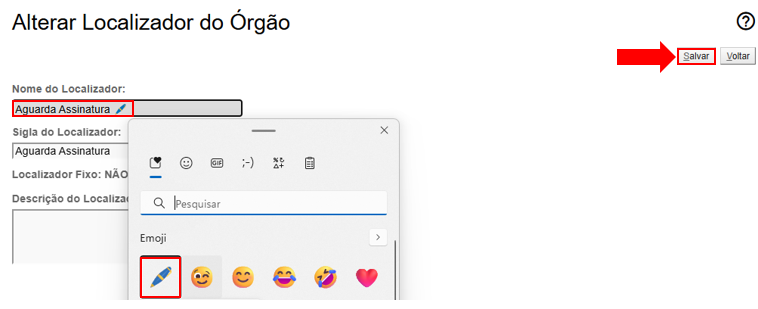 Alterar Localizador do Órgão
Salvar Voltar
Nome do Localizador:
Aguarda Assinatura 🖊️
Sigla do Localizador:
Aguarda Assinatura
Localizador Fixo: NÃO
Descrição do Localiza
GIF ;-)
Pesquisar
Emoji